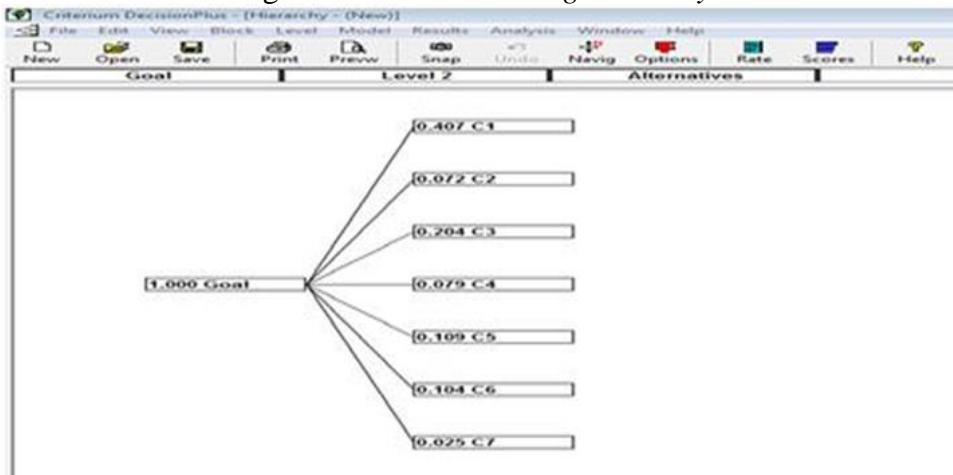 Criterium DecisionPlus - [Hierarchy - (New)]
File Edit View Block Level Model Results Analysis Window Help
New Open Save Print Prevw Snap Undo Navig Options Rate Scores Help
Goal Level 2 Alternatives
0.407 C1
0.072 C2
0.204 C3
1.000 Goal
0.079 C4
0.109 C5
0.104 C6
0.025 C7